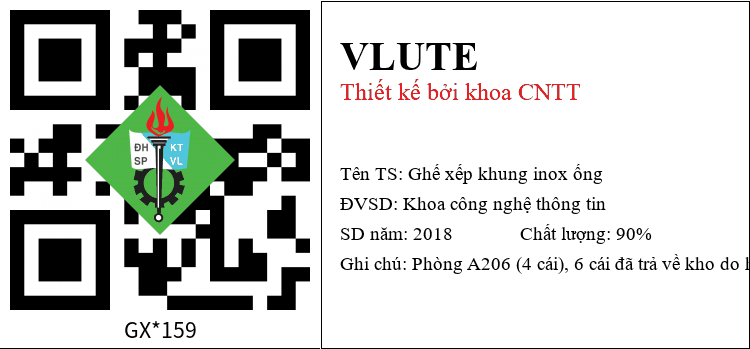 ĐH KT
SP VL
GX*159
VLUTE
Thiết kế bởi khoa CNTT
Tên TS: Ghế xếp khung inox ống
ĐVSD: Khoa công nghệ thông tin
SD năm: 2018 Chất lượng: 90%
Ghi chú: Phòng A206 (4 cái), 6 cái đã trả về kho do